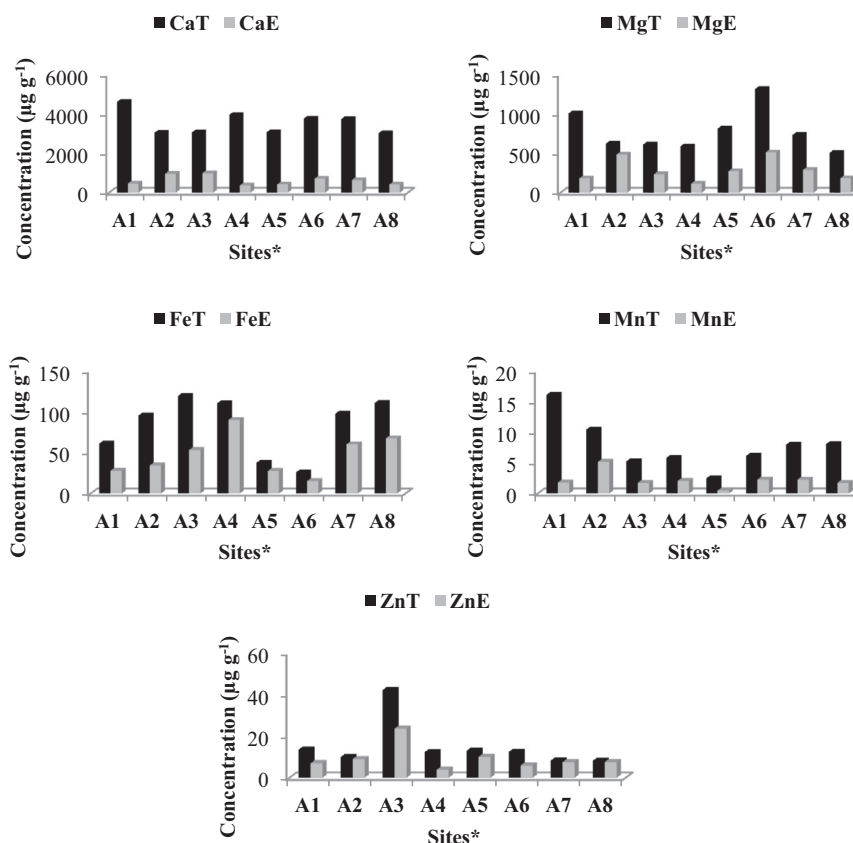 ■ CaT ■ CaE
Concentration (µg g⁻¹)
6000
4000
2000
0
A1 A2 A3 A4 A5 A6 A7 A8
Sites*
■ MgT ■ MgE
Concentration (µg g⁻¹)
1500
1000
500
0
A1 A2 A3 A4 A5 A6 A7 A8
Sites*
■ FeT ■ FeE
Concentration (µg g⁻¹)
150
100
50
0
A1 A2 A3 A4 A5 A6 A7 A8
Sites*
■ MnT ■ MnE
Concentration (µg g⁻¹)
20
15
10
5
0
A1 A2 A3 A4 A5 A6 A7 A8
Sites*
■ ZnT ■ ZnE
Concentration (µg g⁻¹)
60
40
20
0
A1 A2 A3 A4 A5 A6 A7 A8
Sites*